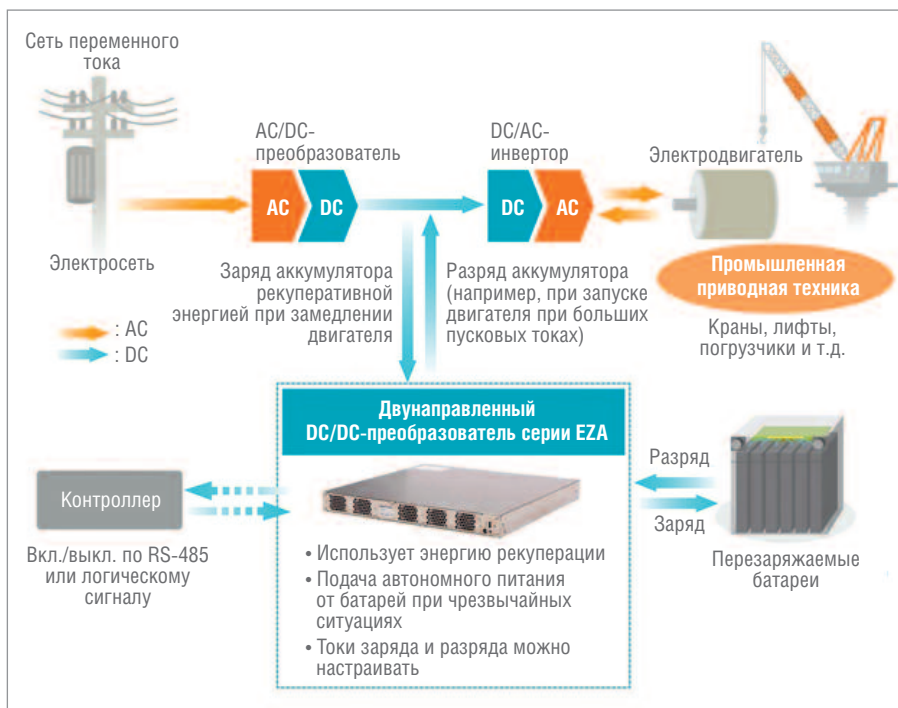 Сеть переменного
тока
AC/DC-
преобразователь
DC/AC-
инвертор
Электродвигатель
AC
DC
DC
AC
Электросеть
Заряд аккумулятора
рекуперативной
энергией при замедлении
двигателя
Разряд аккумулятора
(например, при запуске
двигателя при больших
пусковых токах)
Промышленная
приводная техника
Краны, лифты,
погрузчики и т.д.
: AC
: DC
Двунаправленный
DC/DC-преобразователь серии EZA
Контроллер
Вкл./выкл. по RS-485
или логическому
сигналу
• Использует энергию рекуперации
• Подача автономного питания
от батарей при чрезвычайных
ситуациях
• Токи заряда и разряда можно
настраивать
Разряд
Заряд
Перезаряжаемые
батареи